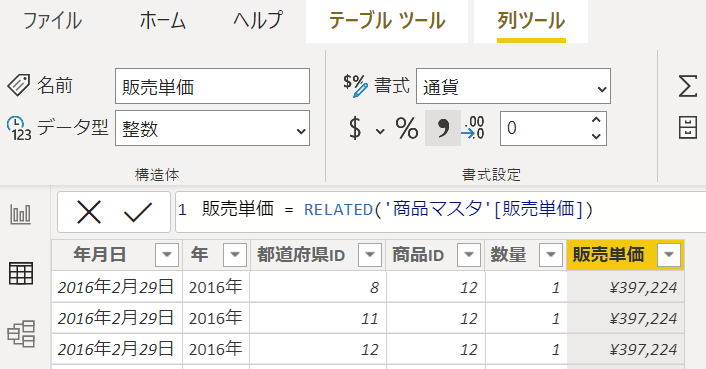 ファイル ホーム ヘルプ テーブル ツール 列ツール
名前 販売単価 $% 書式 通貨
123 データ型 整数 $ % , .00 .0 0
構造体 書式設定
1 販売単価 = RELATED('商品マスタ'[販売単価])
年月日 年 都道府県ID 商品ID 数量 販売単価
2016年2月29日 2016年 8 12 1 ¥397,224
2016年2月29日 2016年 11 12 1 ¥397,224
2016年2月29日 2016年 12 12 1 ¥397,224